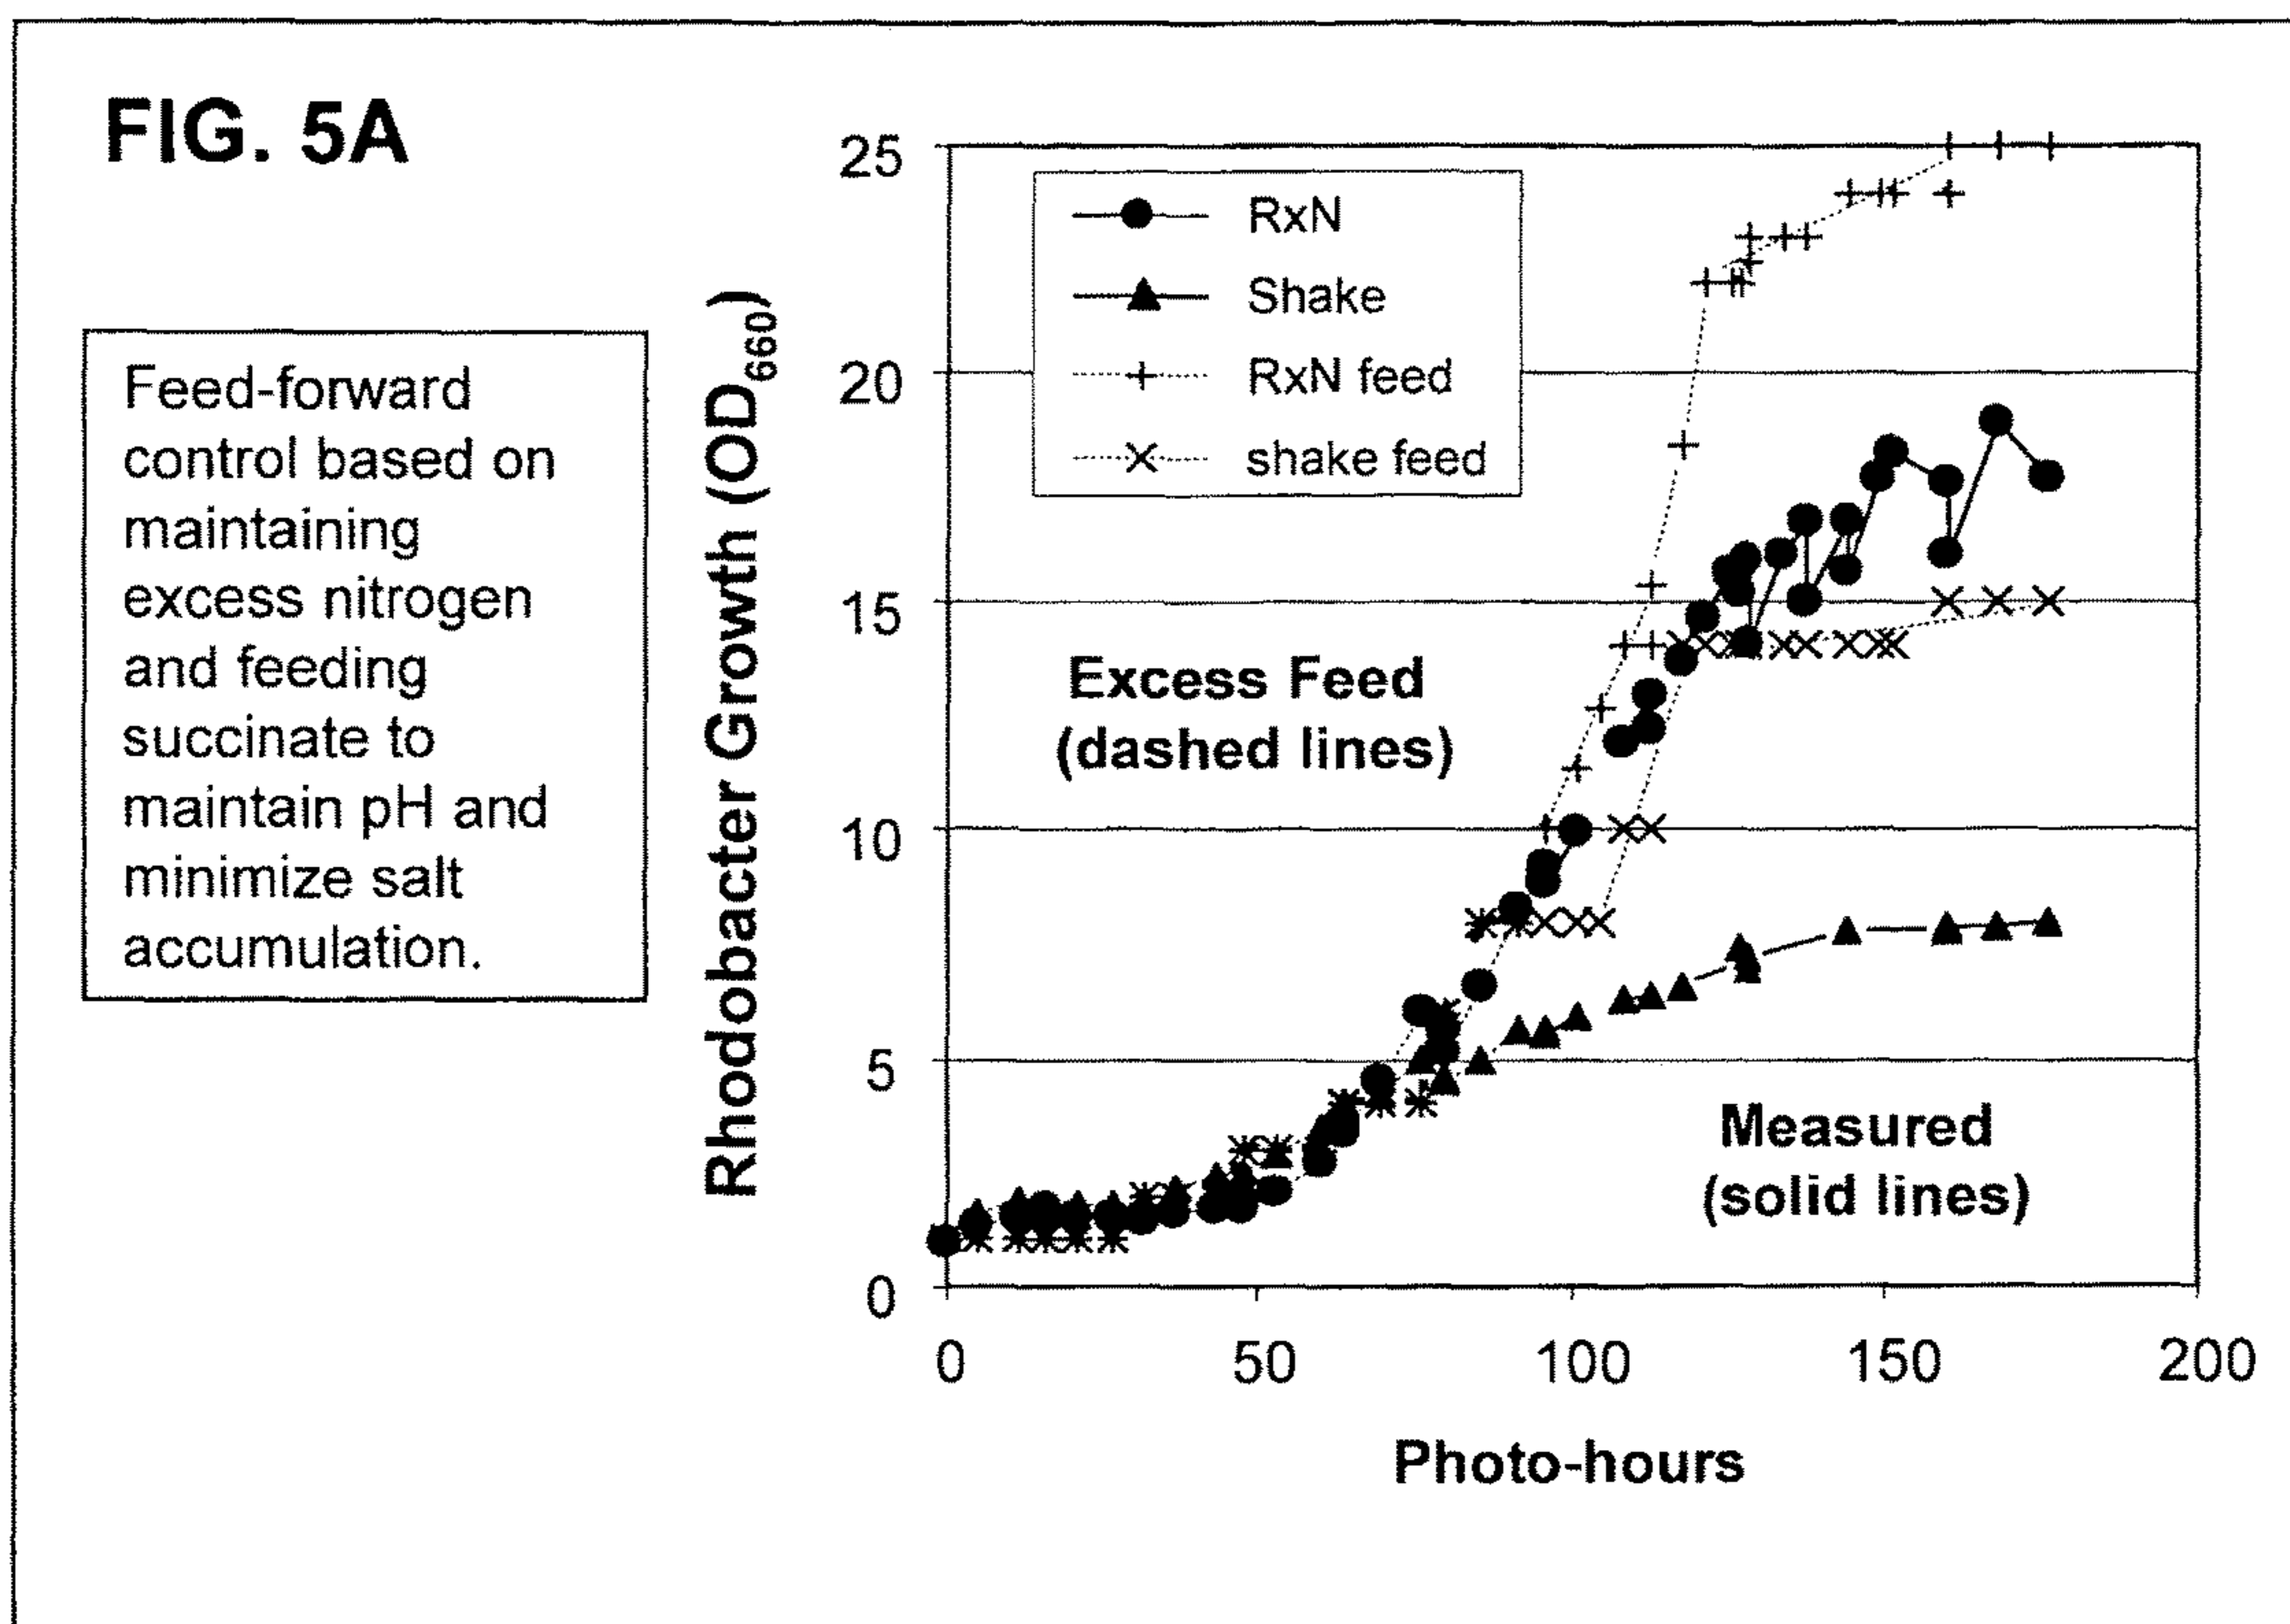 FIG. 5A
Feed-forward
control based on
maintaining
excess nitrogen
and feeding
succinate to
maintain pH and
minimize salt
accumulation.
Rhodobacter Growth (OD660)
25
20
15
10
5
0
RxN
Shake
RxN feed
shake feed
Excess Feed
(dashed lines)
Measured
(solid lines)
0 50 100 150 200
Photo-hours